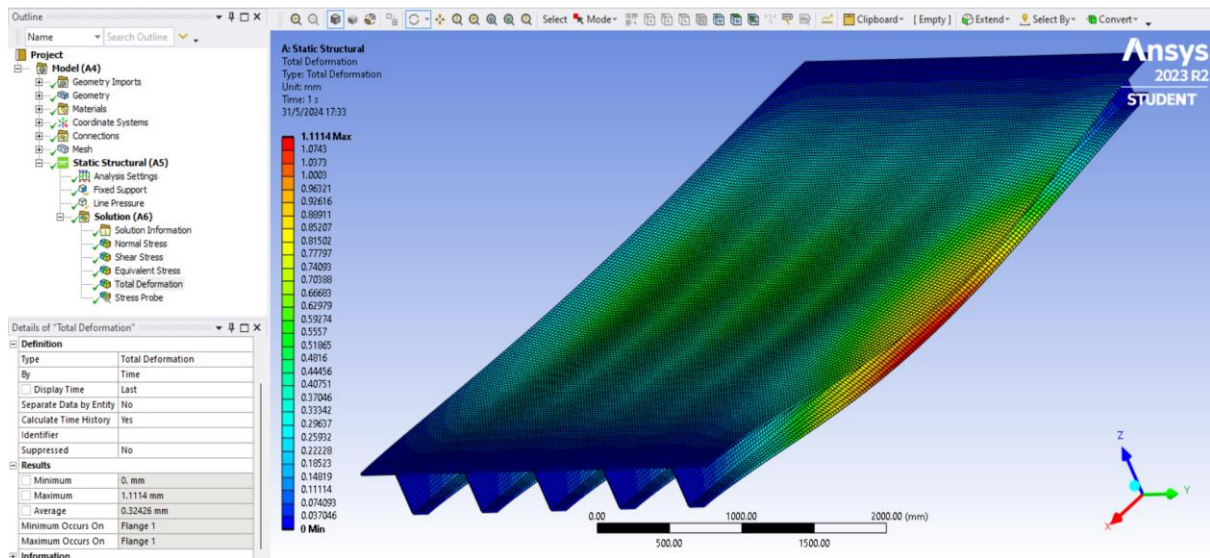 Outline
Name Search Outline
Project
Model (A4)
Geometry Imports
Geometry
Materials
Coordinate Systems
Connections
Mesh
Static Structural (A5)
Analysis Settings
Fixed Support
Line Pressure
Solution (A6)
Solution Information
Normal Stress
Shear Stress
Equivalent Stress
Total Deformation
Stress Probe
Details of "Total Deformation"
Definition
Type Total Deformation
By Time
Display Time Last
Separate Data by Entity No
Calculate Time History Yes
Identifier
Suppressed No
Results
Minimum 0. mm
Maximum 1.1114 mm
Average 0.32426 mm
Minimum Occurs On Flange 1
Maximum Occurs On Flange 1
Information
Select Mode Clipboard [ Empty ] Extend Select By Convert
A: Static Structural
Total Deformation
Type: Total Deformation
Unit: mm
Time: 1 s
31/5/2024 17:33
1.1114 Max
1.0743
1.0373
1.0003
0.96321
0.92616
0.88911
0.85207
0.81502
0.77797
0.74093
0.70388
0.66683
0.62979
0.59274
0.5557
0.51865
0.4816
0.44456
0.40751
0.37046
0.33342
0.29637
0.25932
0.22228
0.18523
0.14819
0.11114
0.074093
0.037046
0 Min
Ansys
2023 R2
STUDENT
0.00 1000.00 2000.00 (mm)
500.00 1500.00
Z
Y
X